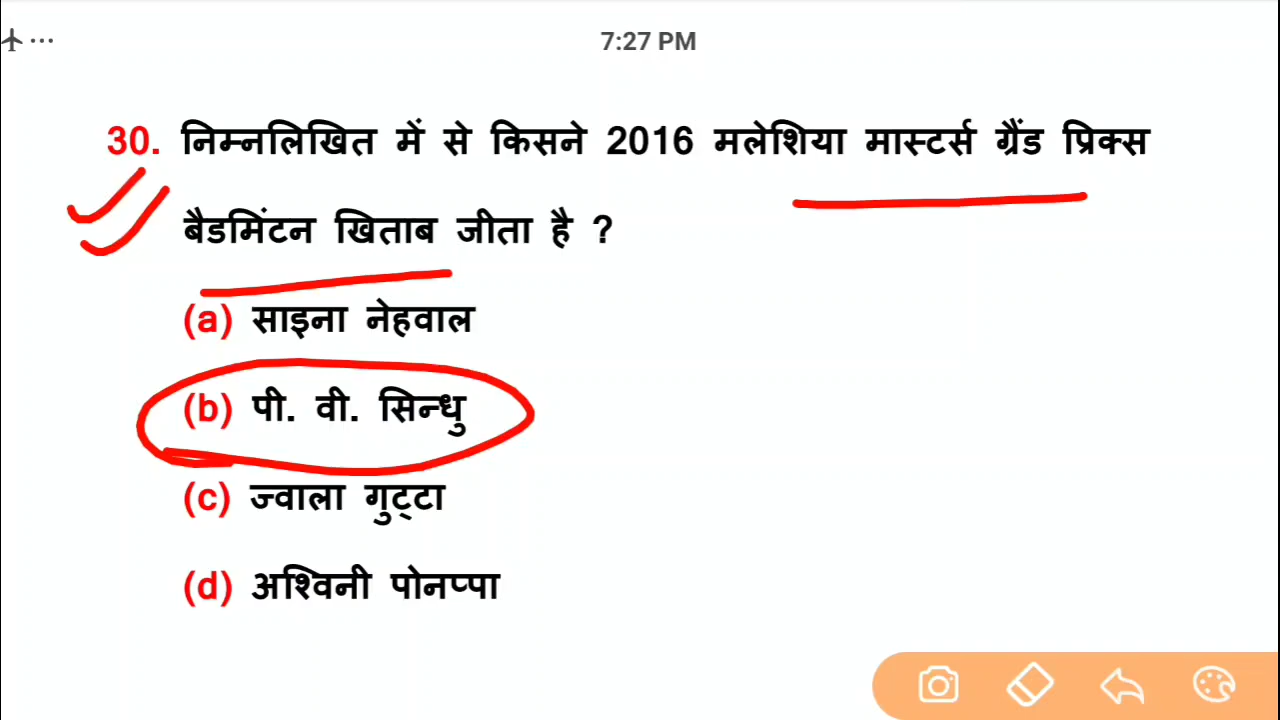 7:27 PM
30. निम्नलिखित में से किसने 2016 मलेशिया मास्टर्स ग्रैंड प्रिक्स
बैडमिंटन खिताब जीता है ?
(a) साइना नेहवाल
(b) पी. वी. सिन्धु
(c) ज्वाला गुट्टा
(d) अश्विनी पोनप्पा